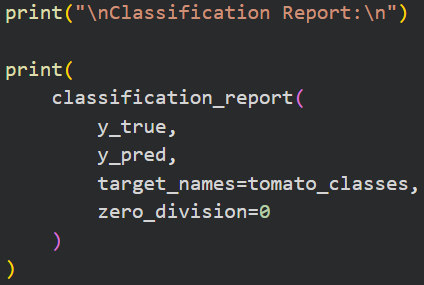 print("\nClassification Report:\n")
print(
    classification_report(
        y_true,
        y_pred,
        target_names=tomato_classes,
        zero_division=0
    )
)